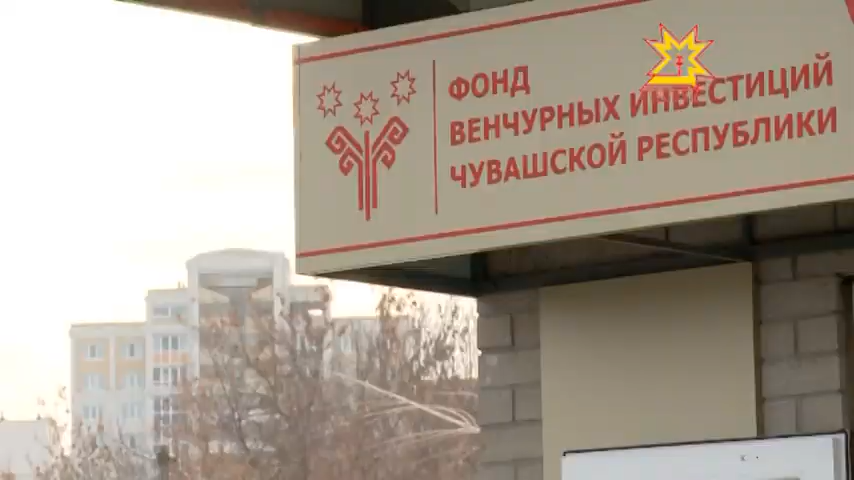 ФОНД
ВЕНЧУРНЫХ ИНВЕСТИЦИЙ
ЧУВАШСКОЙ РЕСПУБЛИКИ